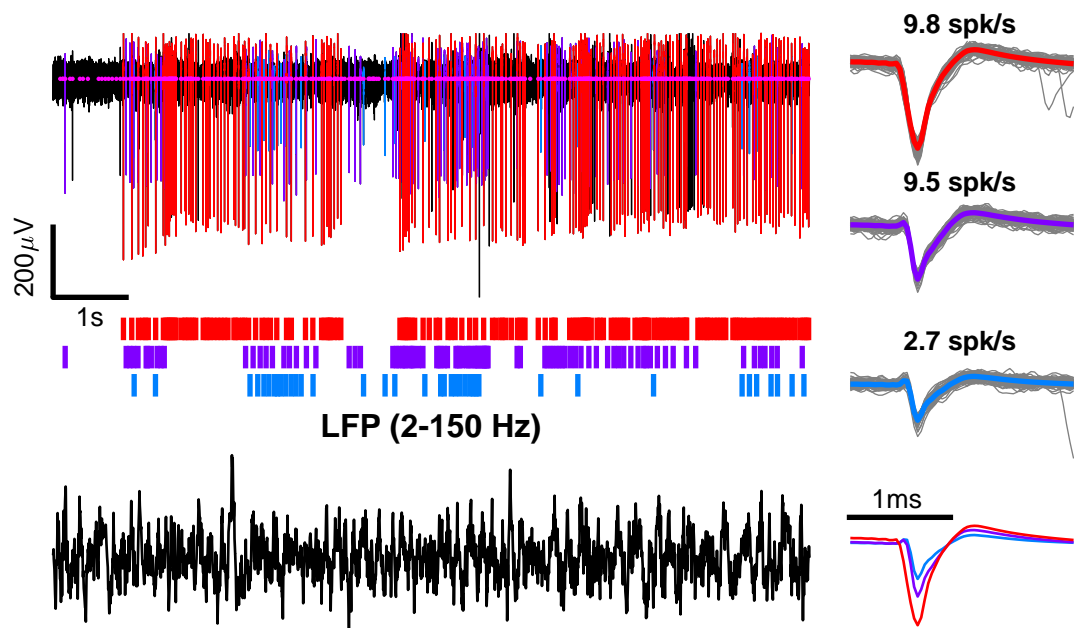 200μV
1s
LFP (2-150 Hz)
9.8 spk/s
9.5 spk/s
2.7 spk/s
1ms